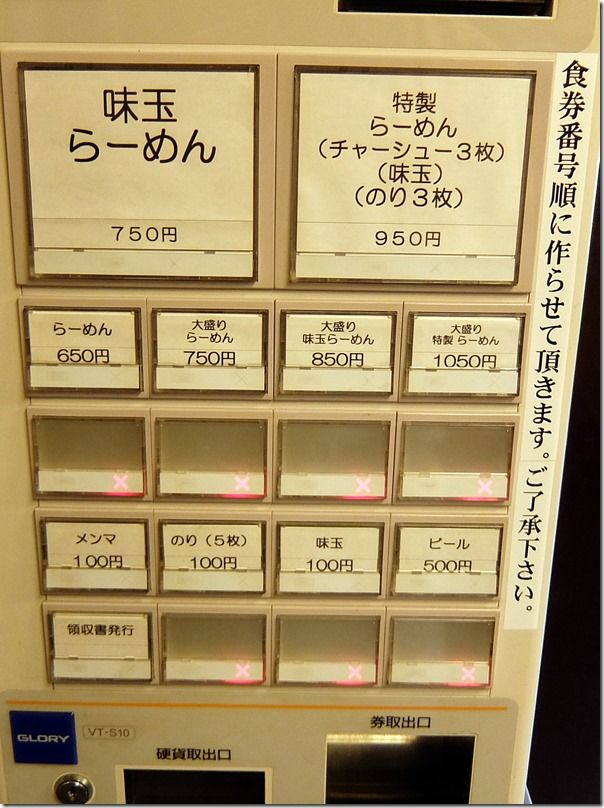 味玉
らーめん
750円
特製
らーめん
（チャーシュー３枚）
（味玉）
（のり３枚）
950円
らーめん
650円
大盛り
らーめん
750円
大盛り
味玉らーめん
850円
大盛り
特製 らーめん
1050円
メンマ
100円
のり（５枚）
100円
味玉
100円
ビール
500円
領収書発行
食券番号順に作らせて頂きます。ご了承下さい。
GLORY
VT-S10
硬貨取出口
券取出口